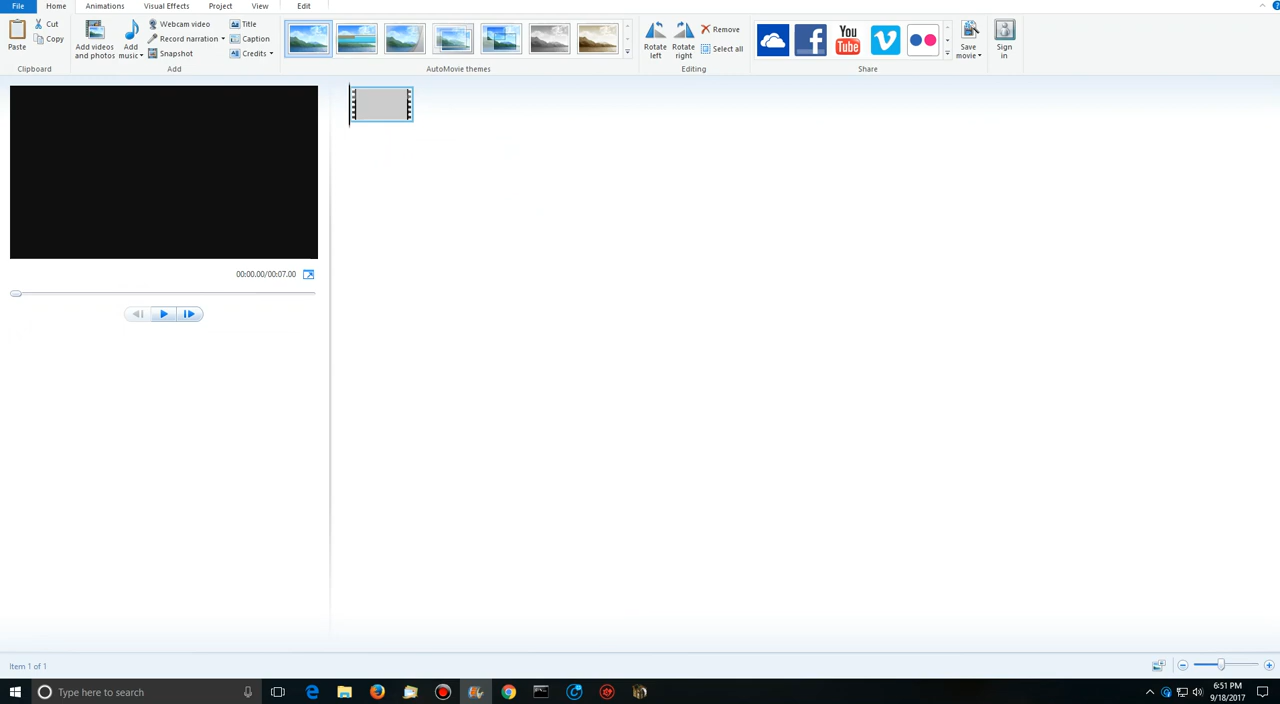 File Home Animations Visual Effects Project View Edit
Paste
Cut
Copy
Clipboard
Add videos
and photos
Add
music
Webcam video
Record narration
Snapshot
Title
Caption
Credits
Add
AutoMovie themes
Rotate
left
Rotate
right
Remove
Select all
Editing
f
You
Tube
Share
Save
movie
Sign
in
00:00.00/00:07.00
Item 1 of 1
Type here to search
6:51 PM
9/18/2017